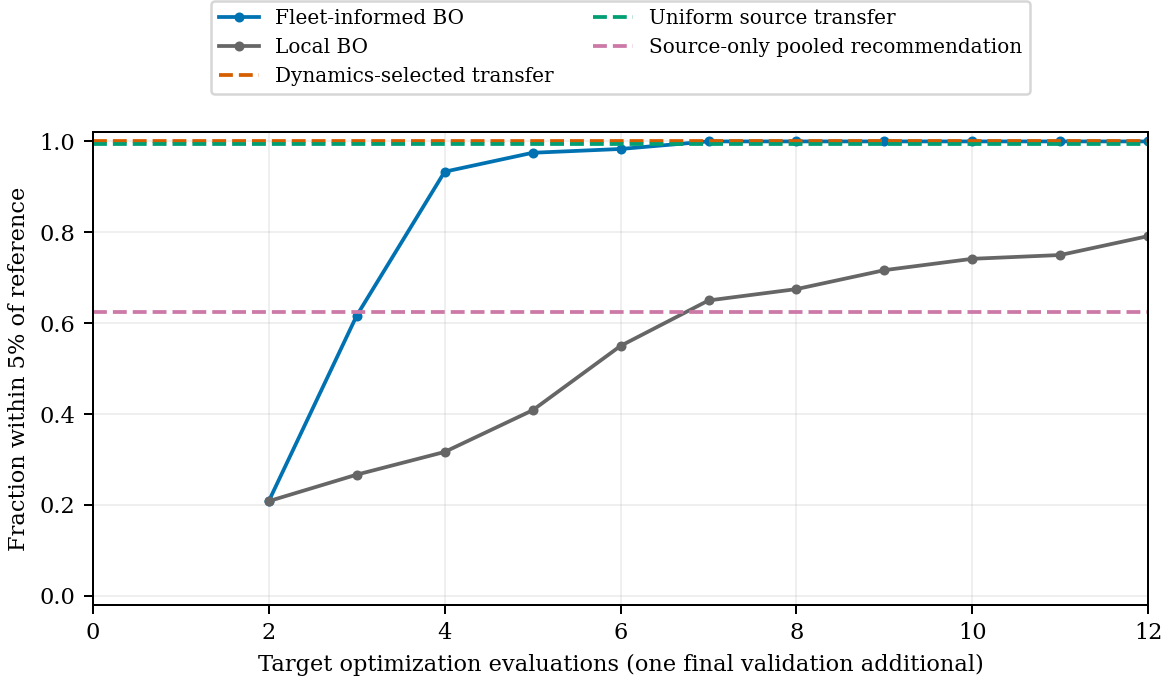 Fleet-informed BO
Local BO
Dynamics-selected transfer
Uniform source transfer
Source-only pooled recommendation
Fraction within 5% of reference
1.0
0.8
0.6
0.4
0.2
0.0
0 2 4 6 8 10 12
Target optimization evaluations (one final validation additional)